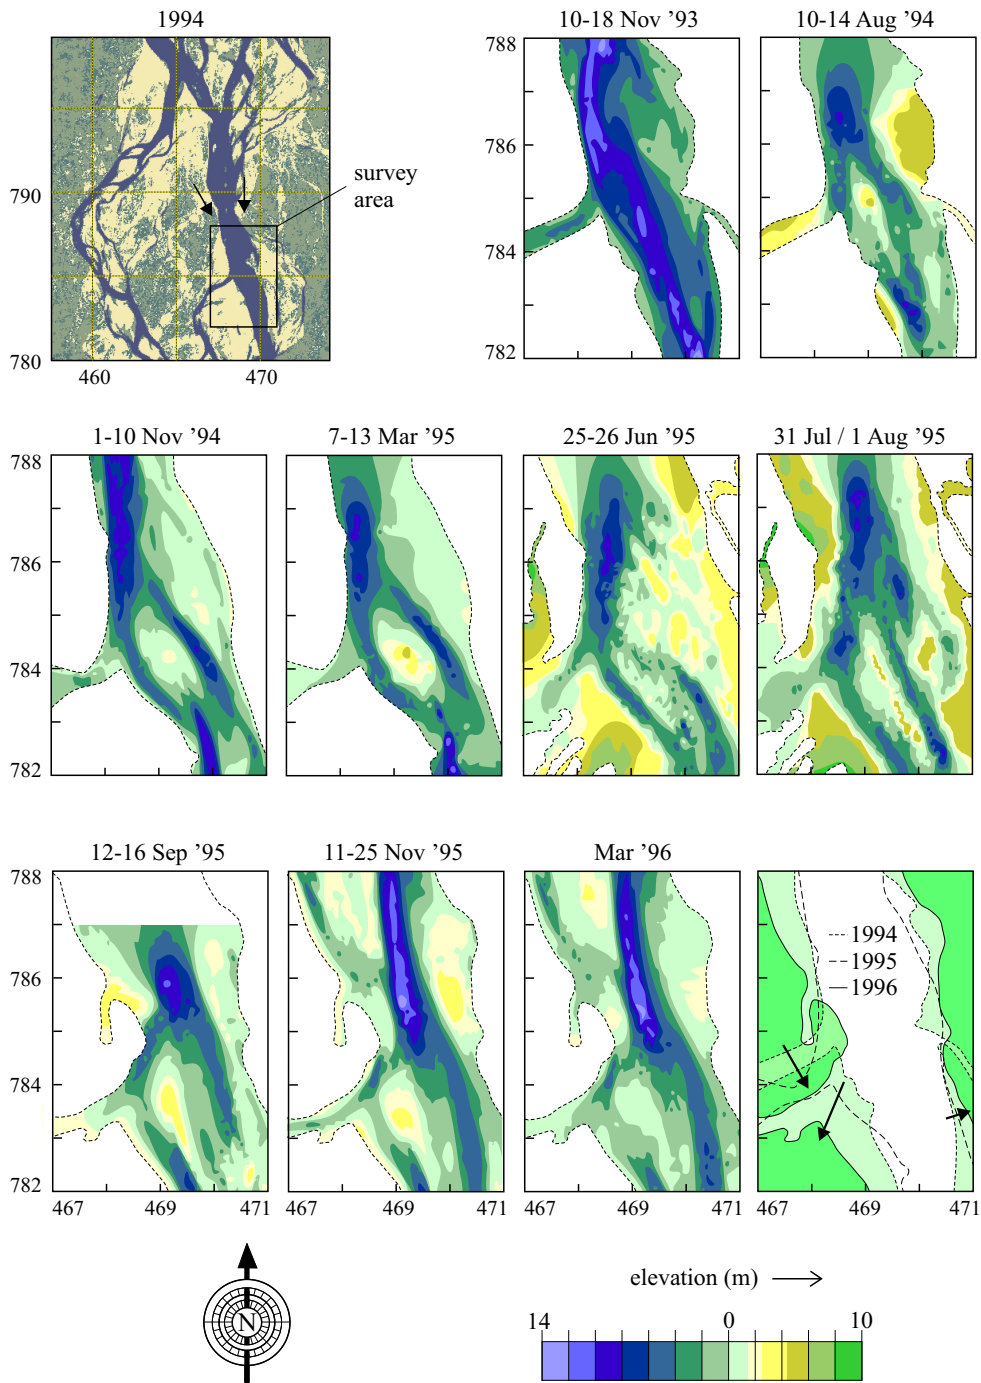 1994
10-18 Nov ’93
10-14 Aug ’94
788
790
survey
area
786
784
780
460
470
782
1-10 Nov ’94
7-13 Mar ’95
25-26 Jun ’95
31 Jul / 1 Aug ’95
788
786
784
782
12-16 Sep ’95
11-25 Nov ’95
Mar ’96
788
1994
1995
1996
786
784
782
467
469
471
467
469
471
467
469
471
467
469
471
N
elevation (m)
14
0
10